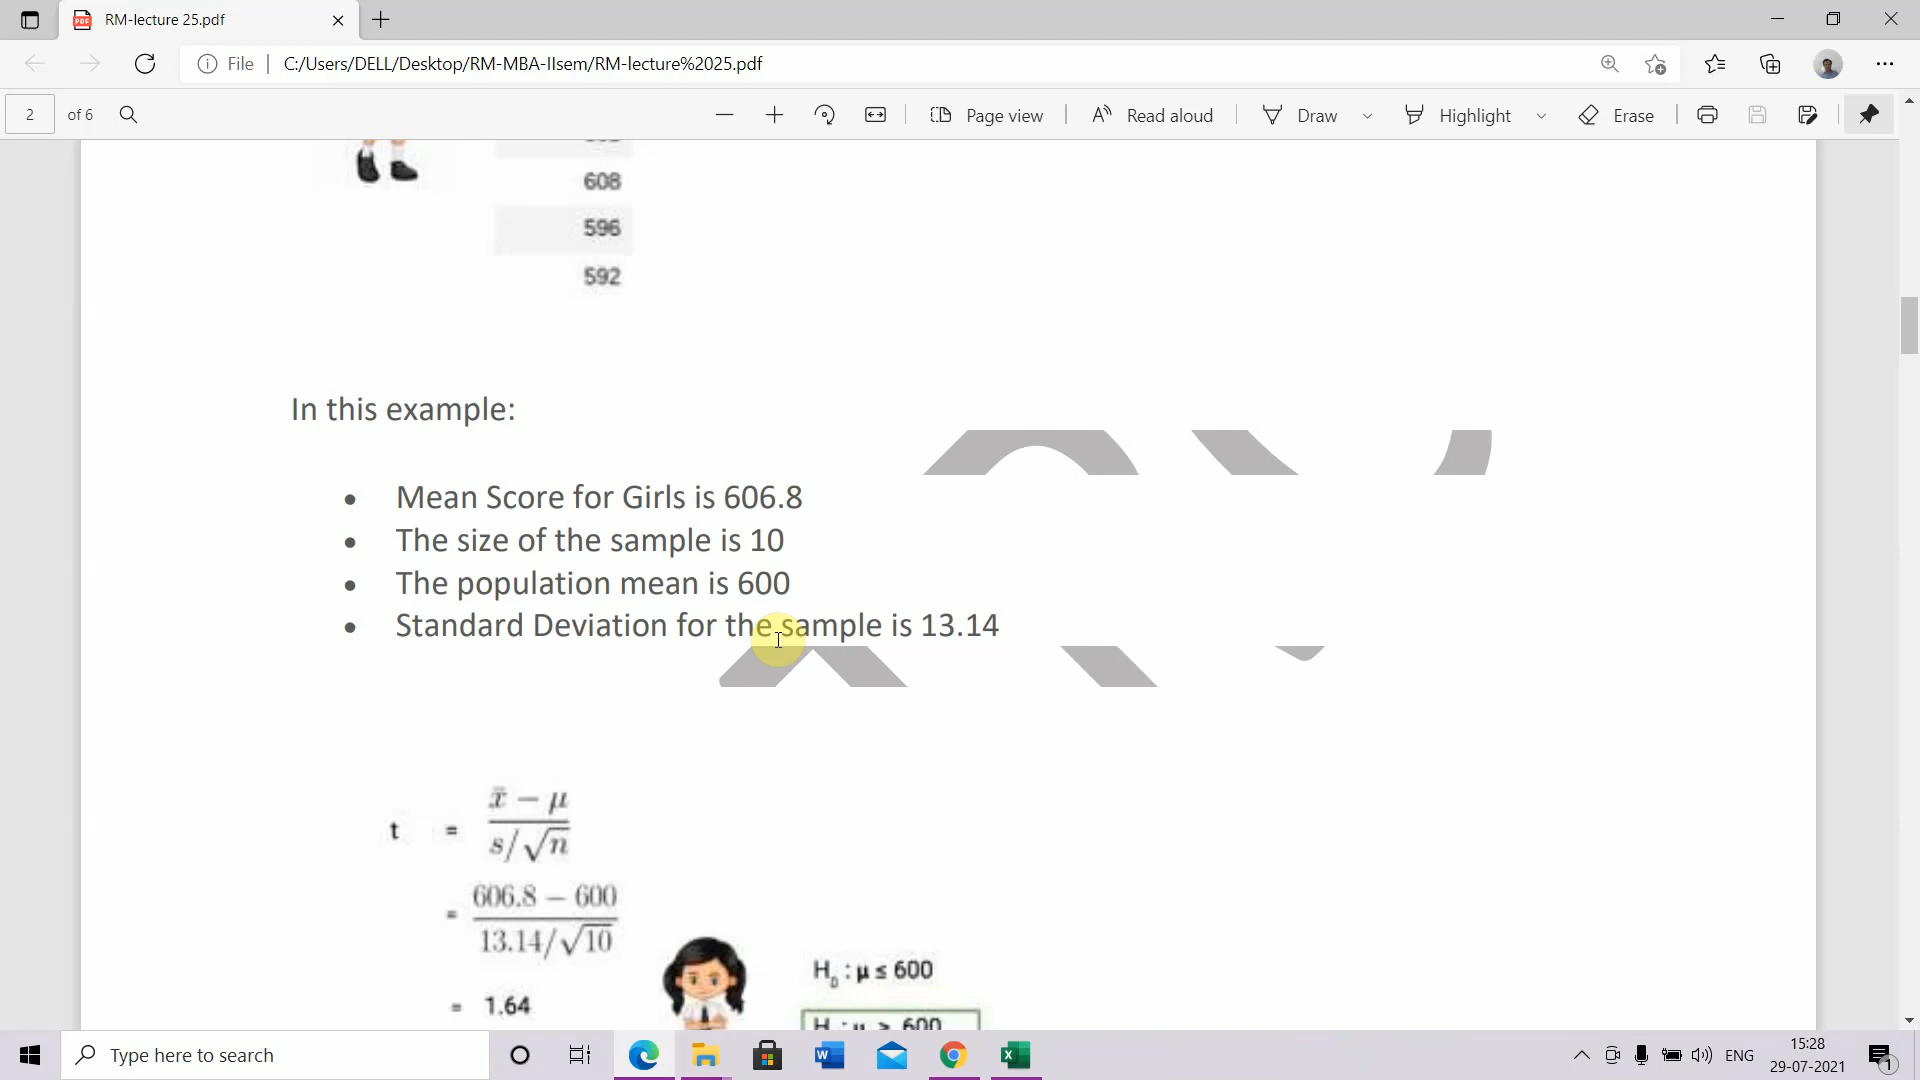 RM-lecture 25.pdf
File | C:/Users/DELL/Desktop/RM-MBA-IIsem/RM-lecture%2025.pdf
2 of 6 Page view Read aloud Draw Highlight Erase
608
596
592
In this example:
• Mean Score for Girls is 606.8
• The size of the sample is 10
• The population mean is 600
• Standard Deviation for the sample is 13.14
t = x̄ − μ / s/√n
= 606.8 − 600 / 13.14/√10
= 1.64
H₀ : μ ≤ 600
Type here to search
ENG
15:28
29-07-2021
1